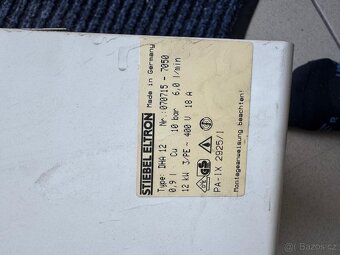 STIEBEL ELTRON
Made in Germany
Type: DHA 12 Nr: 070715 - 7050
0,9 l Cu 10 bar 6,0 l/min
12 kW 3/PE ~ 400 V 18 A
PA-IX 2925/I
Montageanweisung beachten!
Sbazos.cz